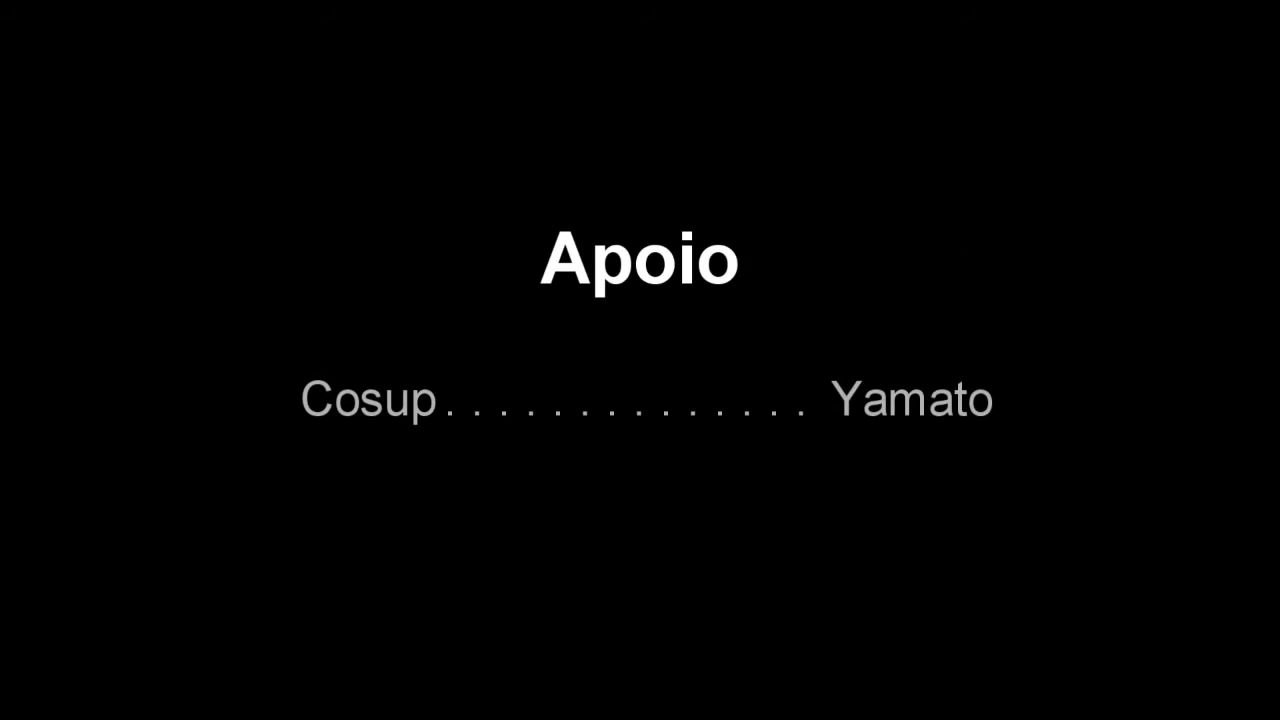 Apoio
Cosup. . . . . . . . . . . . . . Yamato